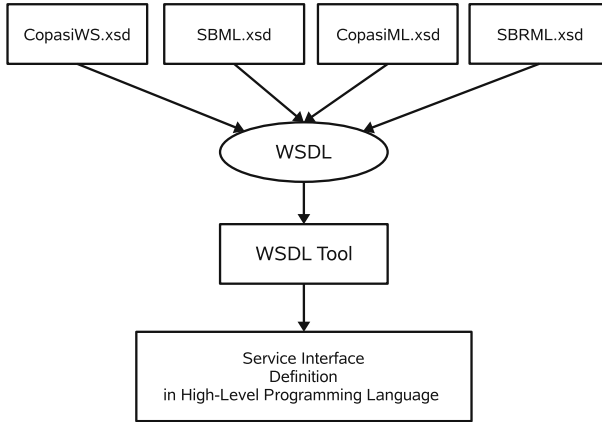 CopasiWS.xsd
SBML.xsd
CopasiML.xsd
SBRML.xsd
WSDL
WSDL Tool
Service Interface
Definition
in High-Level Programming Language